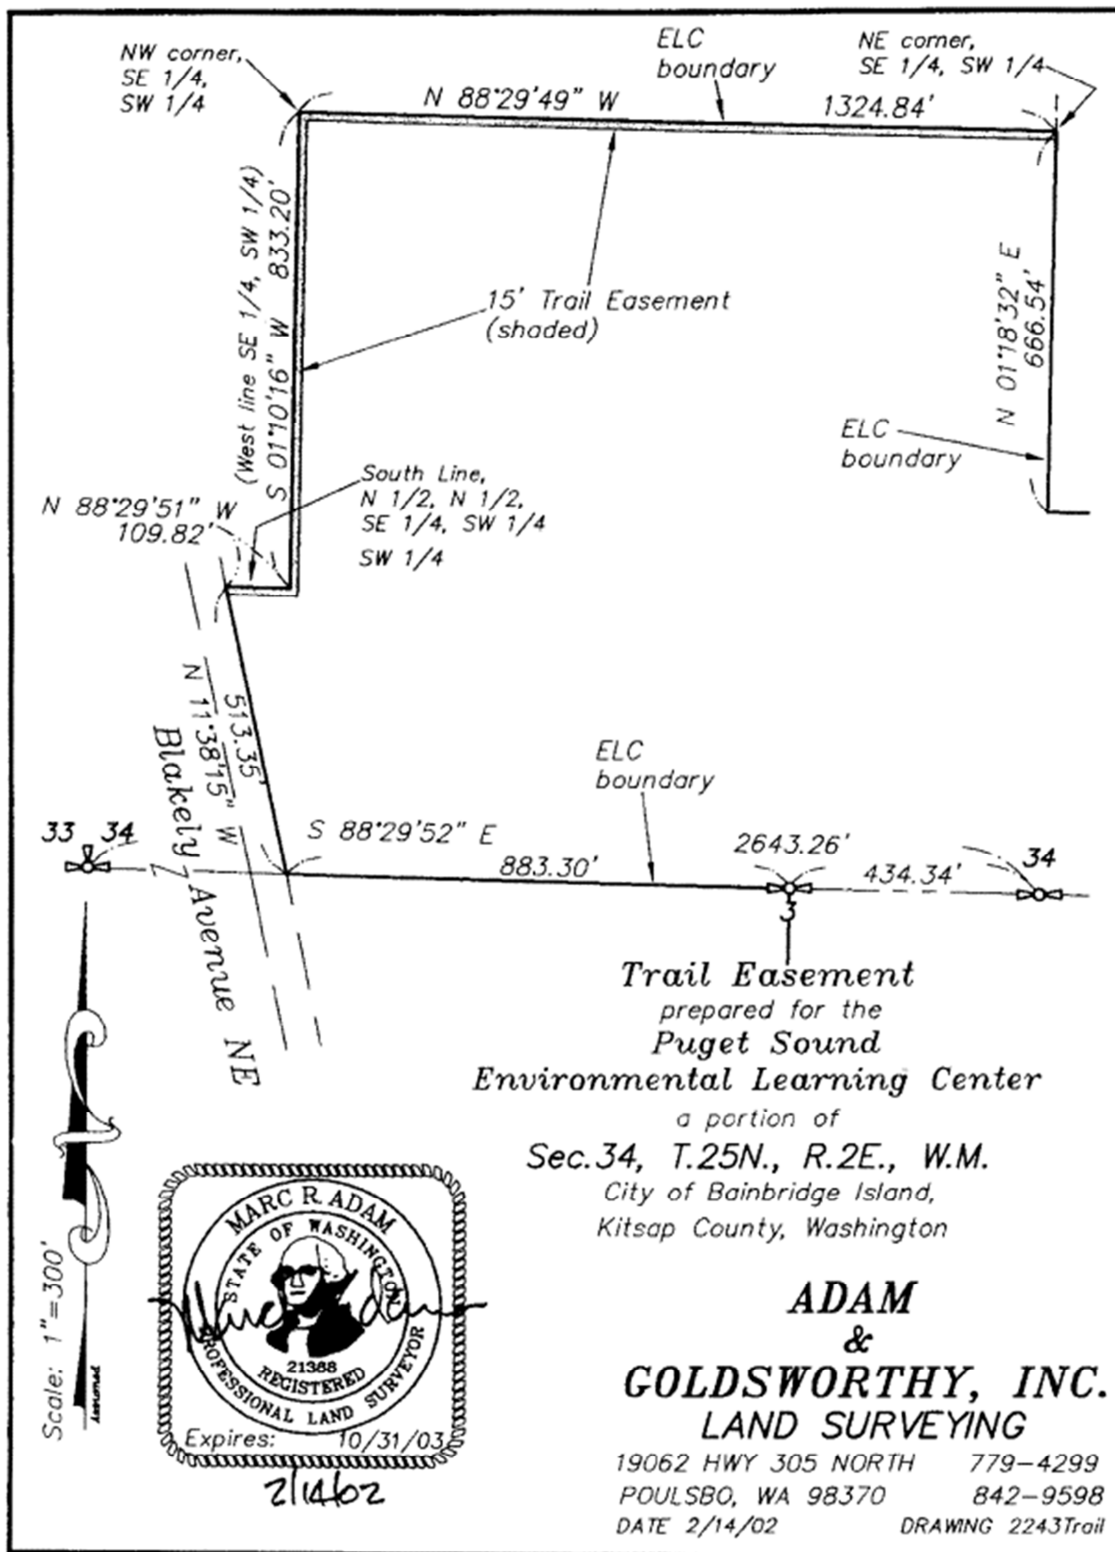 NW corner,
SE 1/4,
SW 1/4
ELC
boundary
NE corner,
SE 1/4, SW 1/4
N 88°29'49" W
1324.84'
(West line SE 1/4, SW 1/4)
S 01°10'16" W 833.20'
15' Trail Easement
(shaded)
N 01°18'32" E
666.54'
ELC
boundary
South Line,
N 1/2, N 1/2,
SE 1/4, SW 1/4
SW 1/4
N 88°29'51" W
109.82'
513.35'
N 11°38'15" W
Blakely Avenue NE
ELC
boundary
33 34
S 88°29'52" E
883.30'
2643.26'
434.34'
34
3
Trail Easement
prepared for the
Puget Sound
Environmental Learning Center
a portion of
Sec.34, T.25N., R.2E., W.M.
City of Bainbridge Island,
Kitsap County, Washington
Scale: 1"=300'
Assumed
MARC R. ADAM
STATE OF WASHINGTON
21388
REGISTERED
PROFESSIONAL LAND SURVEYOR
Expires: 10/31/03
2/14/02
ADAM
&
GOLDSWORTHY, INC.
LAND SURVEYING
19062 HWY 305 NORTH 779-4299
POULSBO, WA 98370 842-9598
DATE 2/14/02 DRAWING 2243Trail